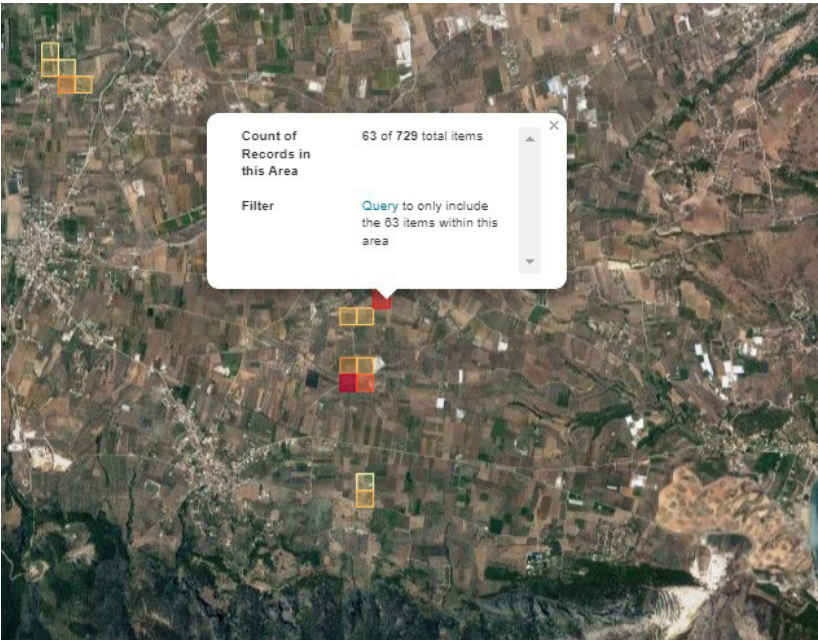 Count of
Records in
this Area
63 of 729 total items
Filter
Query to only include
the 63 items within this
area